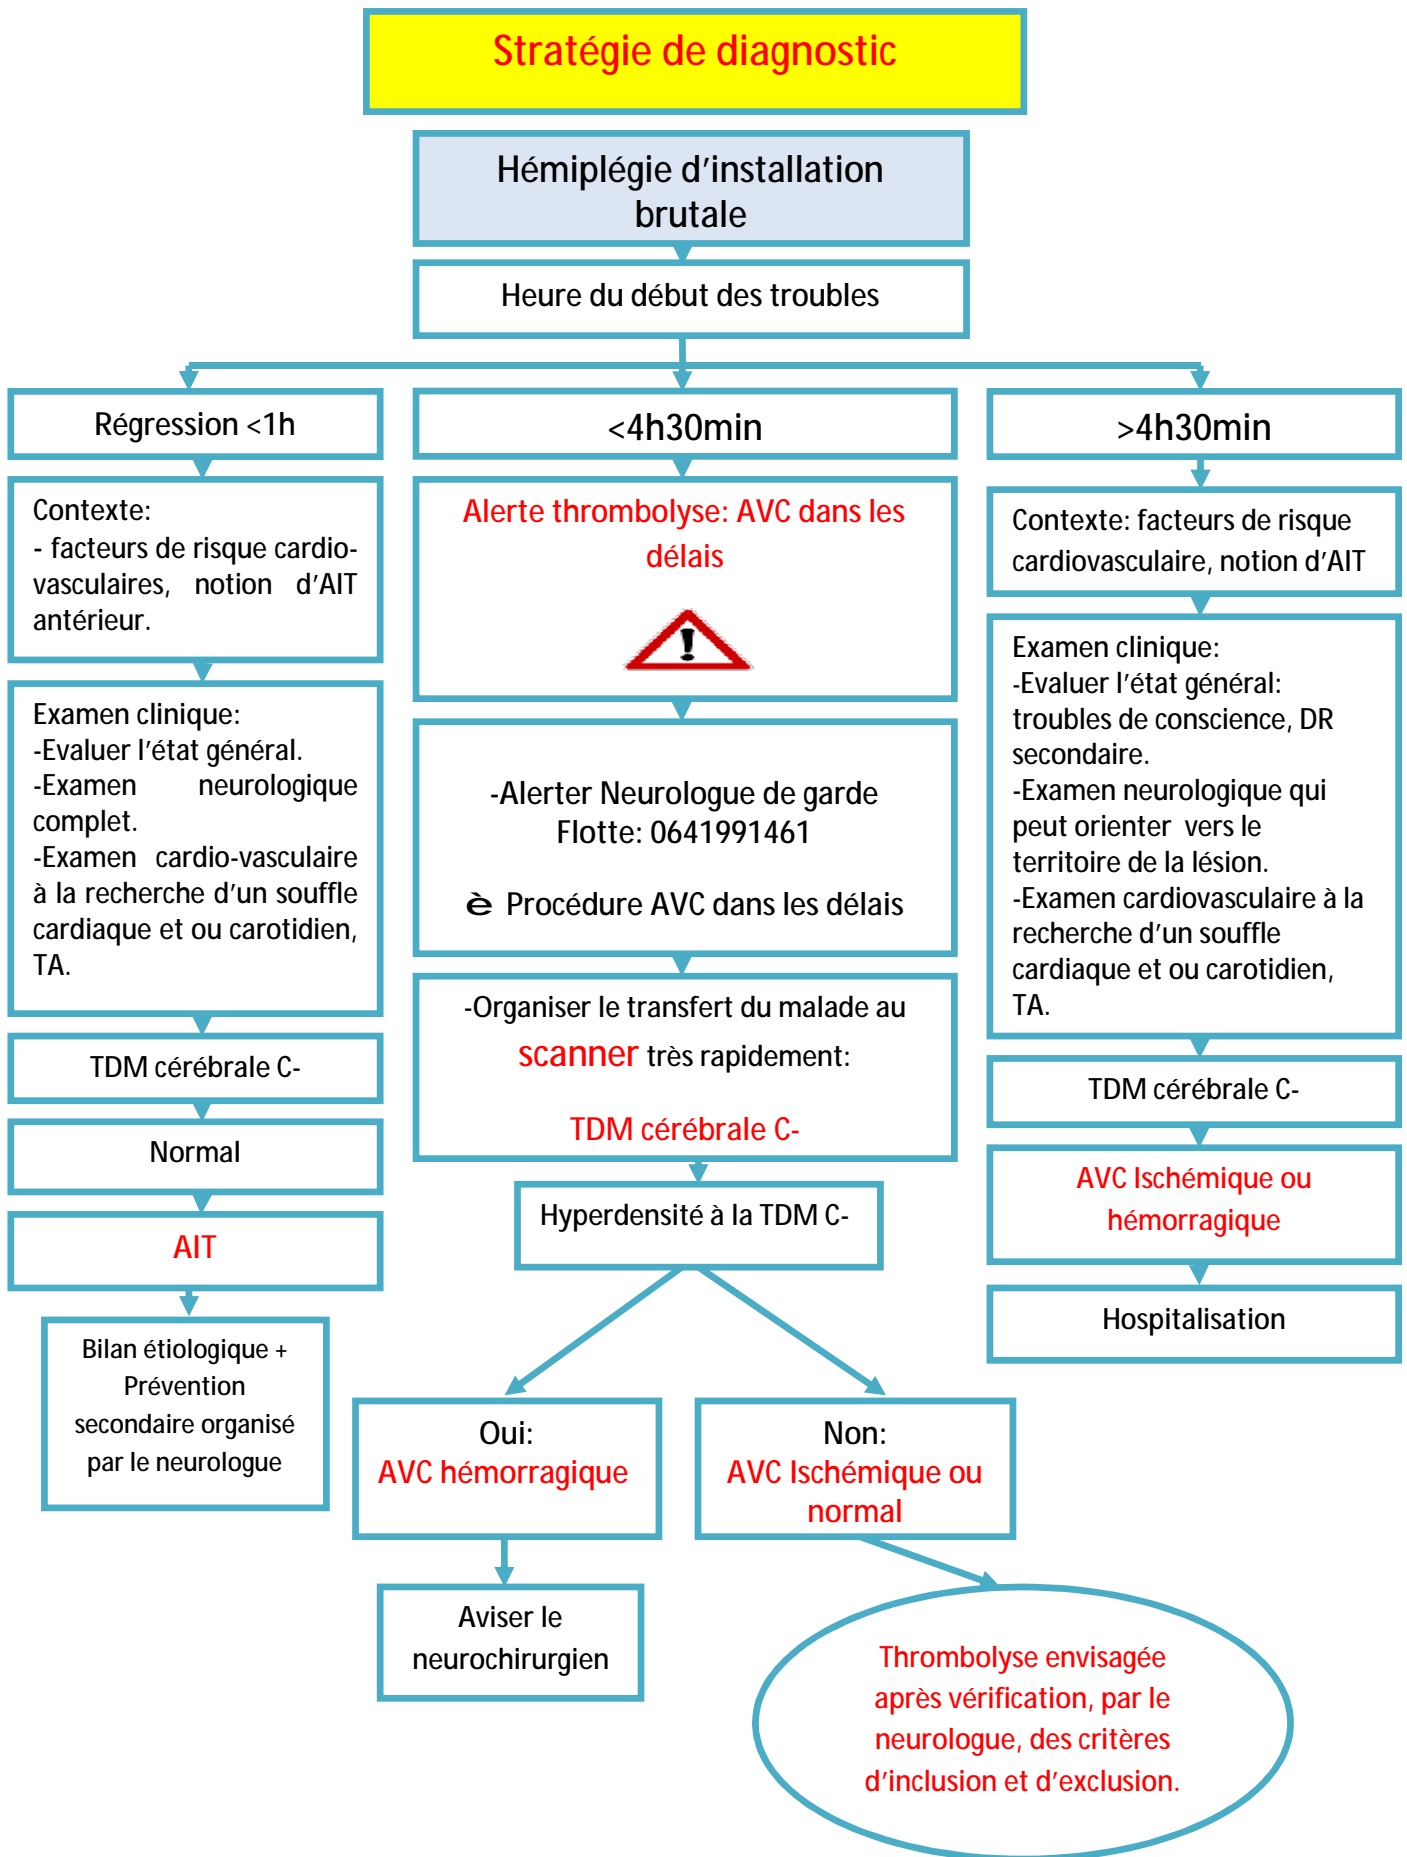 Stratégie de diagnostic
Hémiplégie d’installation
brutale
Heure du début des troubles
Régression <1h
Contexte:
- facteurs de risque cardio-
vasculaires, notion d’AIT
antérieur.
Examen clinique:
-Evaluer l’état général.
-Examen neurologique
complet.
-Examen cardio-vasculaire
à la recherche d’un souffle
cardiaque et ou carotidien,
TA.
TDM cérébrale C-
Normal
AIT
Bilan étiologique +
Prévention
secondaire organisé
par le neurologue
<4h30min
Alerte thrombolyse: AVC dans les
délais
!
-Alerter Neurologue de garde
Flotte: 0641991461
è Procédure AVC dans les délais
-Organiser le transfert du malade au
scanner très rapidement:
TDM cérébrale C-
Hyperdensité à la TDM C-
Oui:
AVC hémorragique
Aviser le
neurochirurgien
Non:
AVC Ischémique ou
normal
Thrombolyse envisagée
après vérification, par le
neurologue, des critères
d’inclusion et d’exclusion.
>4h30min
Contexte: facteurs de risque
cardiovasculaire, notion d’AIT
Examen clinique:
-Evaluer l’état général:
troubles de conscience, DR
secondaire.
-Examen neurologique qui
peut orienter vers le
territoire de la lésion.
-Examen cardiovasculaire à la
recherche d’un souffle
cardiaque et ou carotidien,
TA.
TDM cérébrale C-
AVC Ischémique ou
hémorragique
Hospitalisation